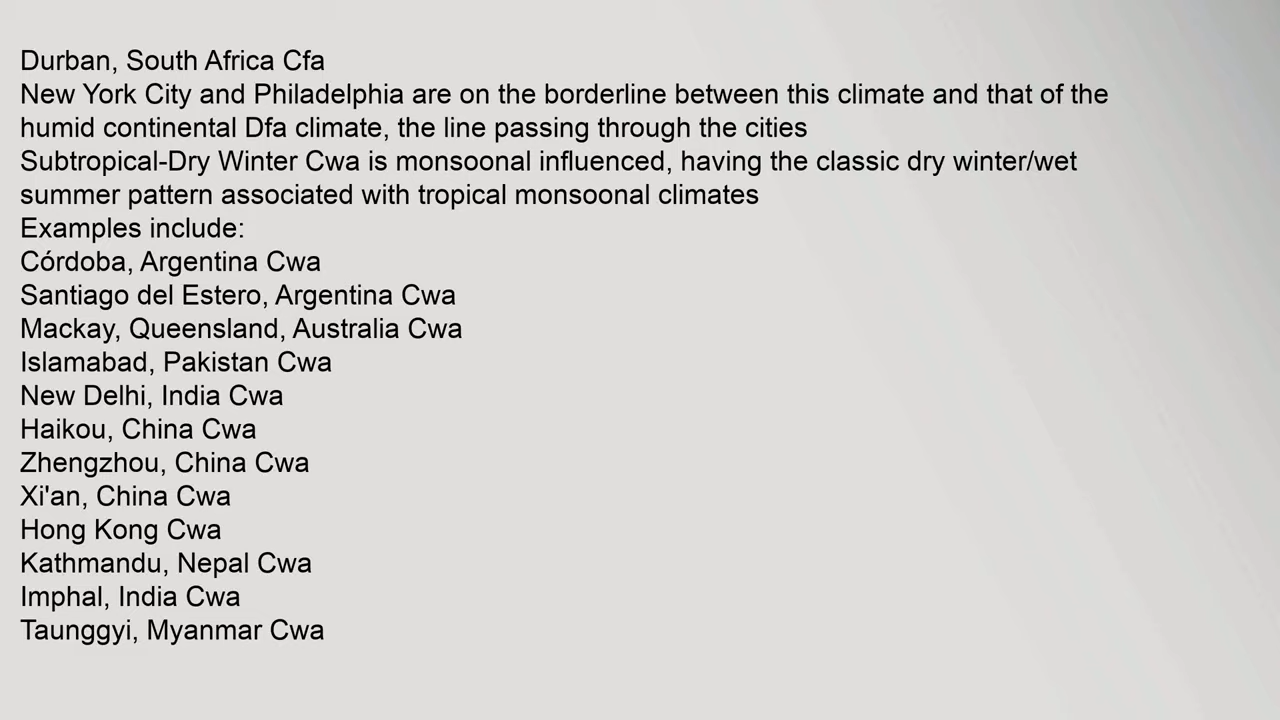 Durban, South Africa Cfa
New York City and Philadelphia are on the borderline between this climate and that of the
humid continental Dfa climate, the line passing through the cities
Subtropical-Dry Winter Cwa is monsoonal influenced, having the classic dry winter/wet
summer pattern associated with tropical monsoonal climates
Examples include:
Córdoba, Argentina Cwa
Santiago del Estero, Argentina Cwa
Mackay, Queensland, Australia Cwa
Islamabad, Pakistan Cwa
New Delhi, India Cwa
Haikou, China Cwa
Zhengzhou, China Cwa
Xi'an, China Cwa
Hong Kong Cwa
Kathmandu, Nepal Cwa
Imphal, India Cwa
Taunggyi, Myanmar Cwa